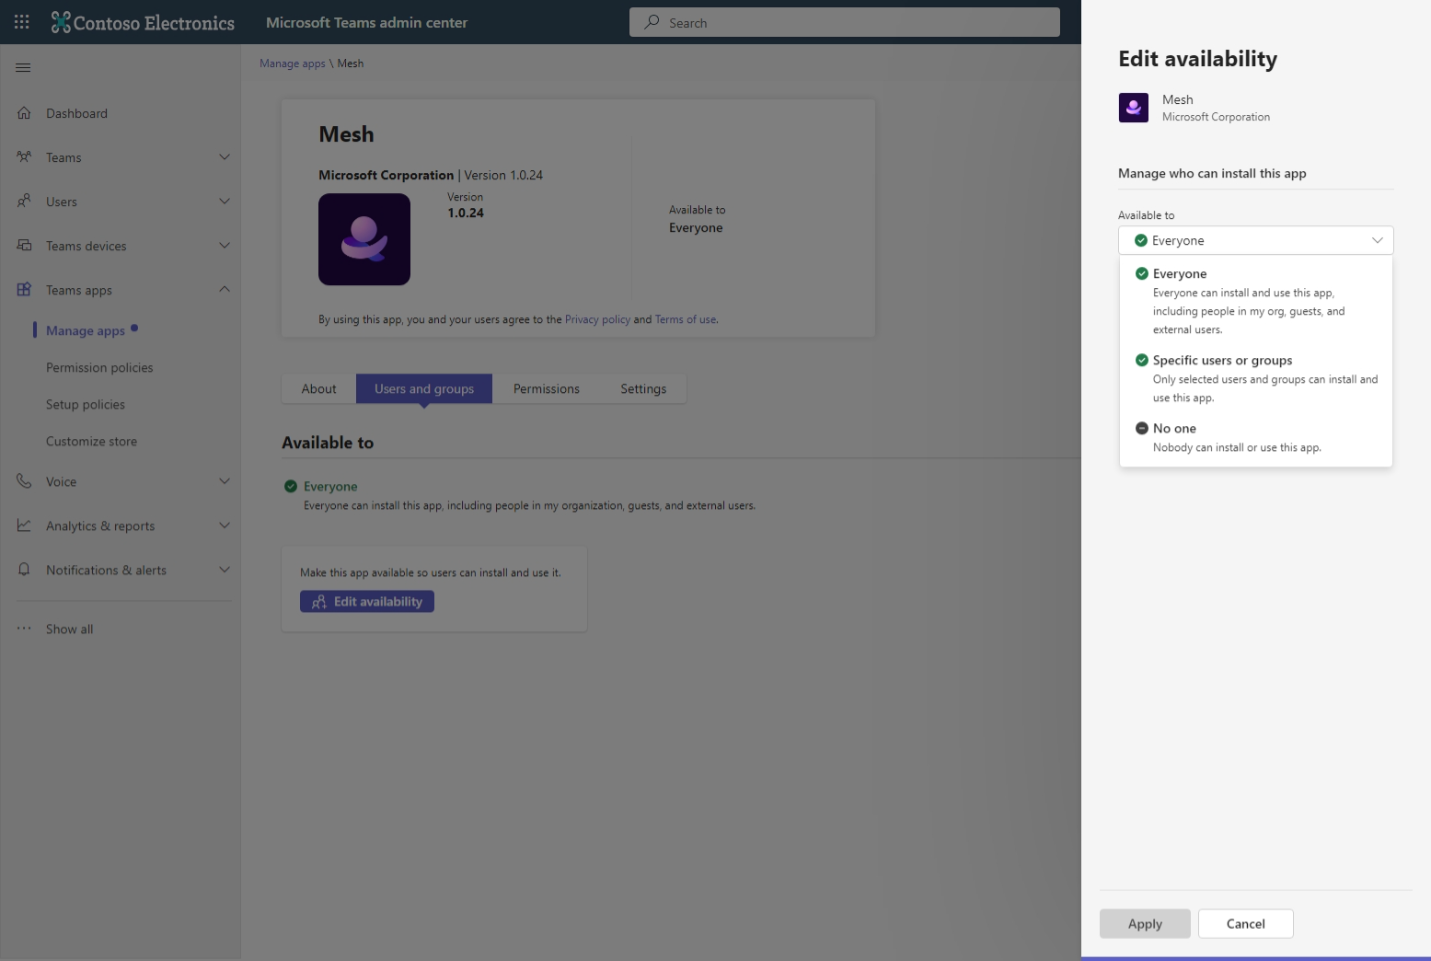 Contoso Electronics
Microsoft Teams admin center
Search
Dashboard
Teams
Users
Teams devices
Teams apps
Manage apps
Permission policies
Setup policies
Customize store
Voice
Analytics & reports
Notifications & alerts
Show all
Manage apps \ Mesh
Mesh
Microsoft Corporation | Version 1.0.24
Version
1.0.24
Available to
Everyone
By using this app, you and your users agree to the Privacy policy and Terms of use.
About
Users and groups
Permissions
Settings
Available to
Everyone
Everyone can install this app, including people in my organization, guests, and external users.
Make this app available so users can install and use it.
Edit availability
Edit availability
Mesh
Microsoft Corporation
Manage who can install this app
Available to
Everyone
Everyone
Everyone can install and use this app,
including people in my org, guests, and
external users.
Specific users or groups
Only selected users and groups can install and
use this app.
No one
Nobody can install or use this app.
Apply
Cancel